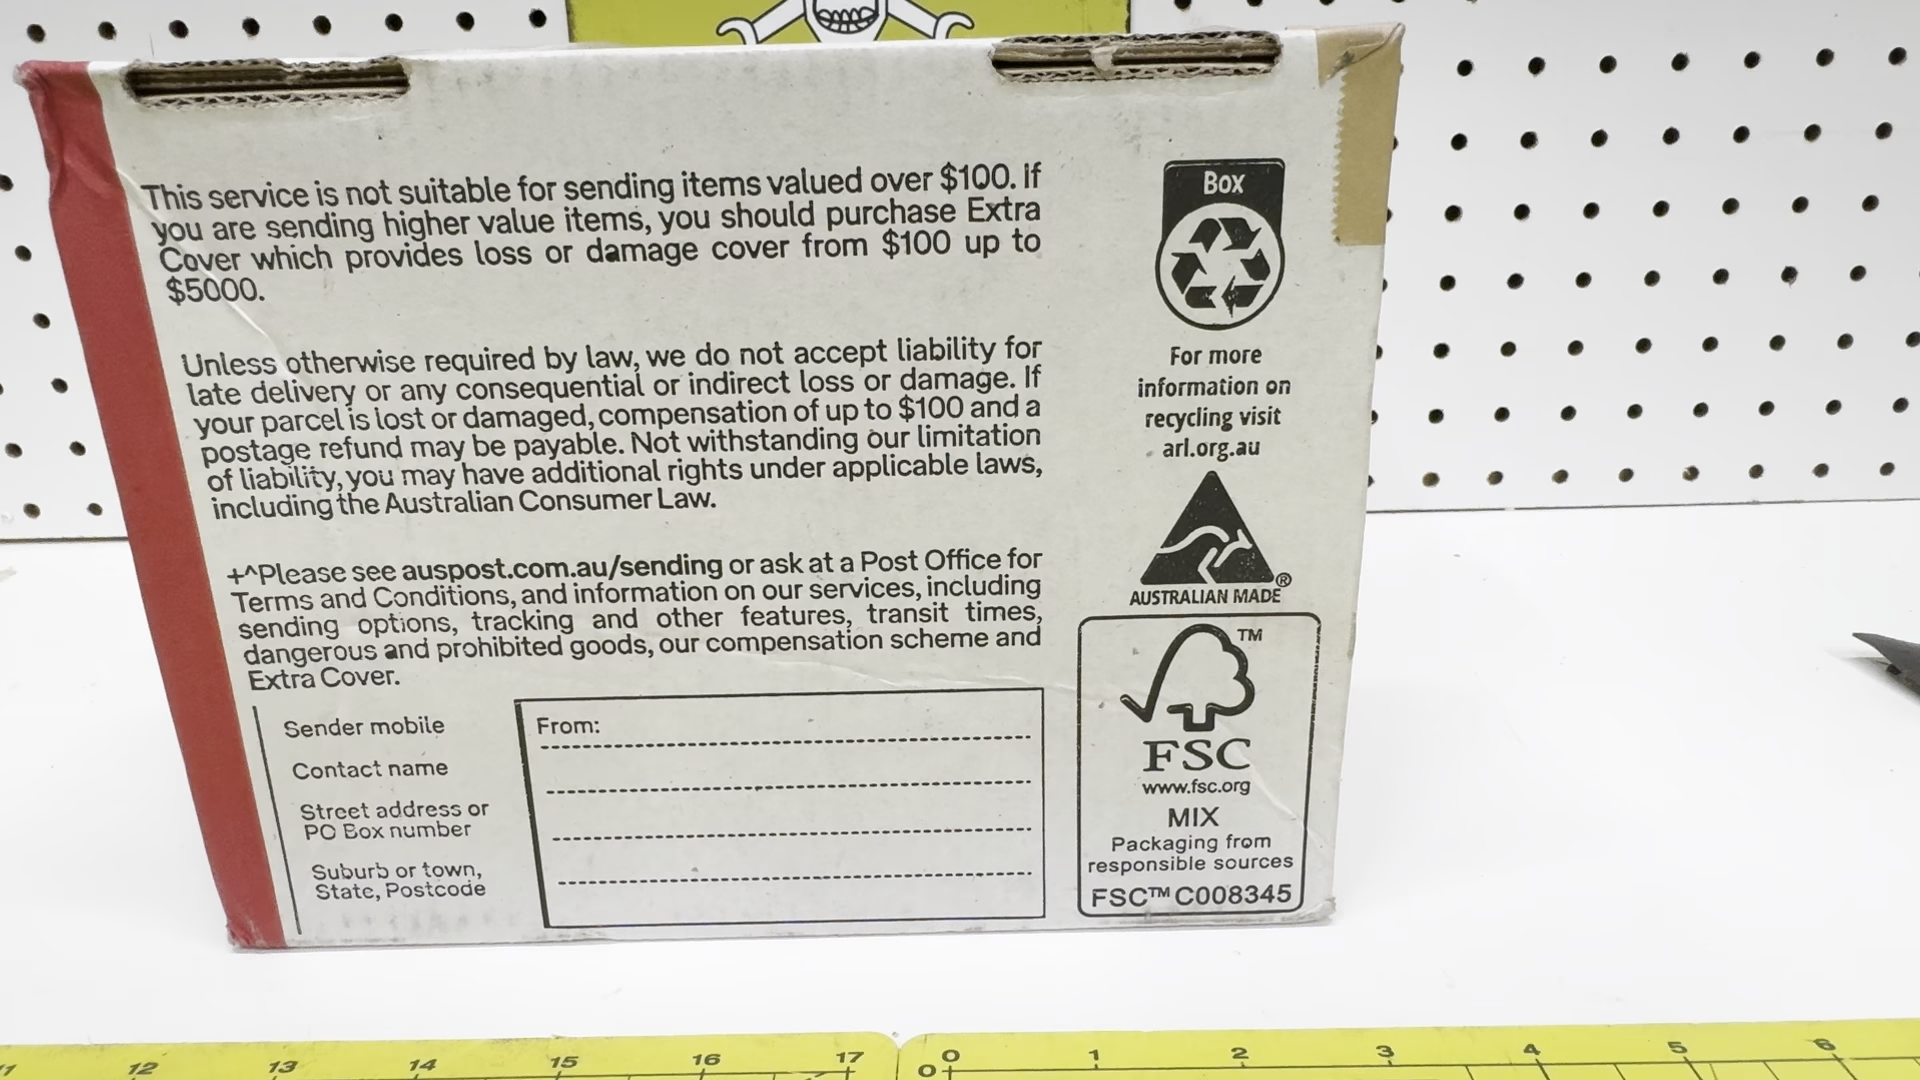 This service is not suitable for sending items valued over $100. If
you are sending higher value items, you should purchase Extra
Cover which provides loss or damage cover from $100 up to
$5000.
Unless otherwise required by law, we do not accept liability for
late delivery or any consequential or indirect loss or damage. If
your parcel is lost or damaged, compensation of up to $100 and a
postage refund may be payable. Not withstanding our limitation
of liability, you may have additional rights under applicable laws,
including the Australian Consumer Law.
+^Please see auspost.com.au/sending or ask at a Post Office for
Terms and Conditions, and information on our services, including
sending options, tracking and other features, transit times,
dangerous and prohibited goods, our compensation scheme and
Extra Cover.
Sender mobile
Contact name
Street address or
PO Box number
Suburb or town,
State, Postcode
From:
Box
For more
information on
recycling visit
arl.org.au
®
AUSTRALIAN MADE
TM
FSC
www.fsc.org
MIX
Packaging from
responsible sources
FSC™ C008345
11 12 13 14 15 16 17 0 1 2 3 4 5 6
0